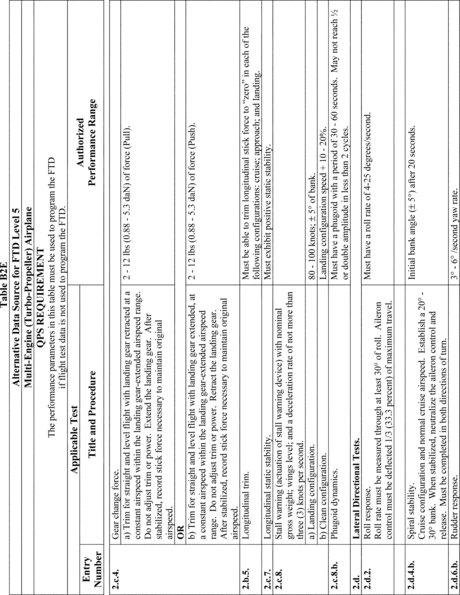 Table B2E
Alternative Data Source for FTD Level 5
Multi-Engine (Turbo-Propeller) Airplane
QPS REQUIREMENT
The performance parameters in this table must be used to program the FTD
if flight test data is not used to program the FTD.
Applicable Test
Authorized
Performance Range
Entry
Number
Title and Procedure
2.c.4.
Gear change force.
a) Trim for straight and level flight with landing gear retracted at a
constant airspeed within the landing gear-extended airspeed range.
Do not adjust trim or power. Extend the landing gear. After
stabilized, record stick force necessary to maintain original
airspeed.
2 - 12 lbs (0.88 - 5.3 daN) of force (Pull).
OR
b) Trim for straight and level flight with landing gear extended, at
a constant airspeed within the landing gear-extended airspeed
range. Do not adjust trim or power. Retract the landing gear.
After stabilized, record stick force necessary to maintain original
airspeed.
2 - 12 lbs (0.88 - 5.3 daN) of force (Push).
2.b.5.
Longitudinal trim.
Must be able to trim longitudinal stick force to "zero" in each of the
following configurations: cruise; approach; and landing.
2.c.7.
Longitudinal static stability.
Must exhibit positive static stability.
2.c.8.
Stall warning (actuation of stall warning device) with nominal
gross weight; wings level; and a deceleration rate of not more than
three (3) knots per second.
a) Landing configuration.
80 - 100 knots; ± 5° of bank.
b) Clean configuration.
Landing configuration speed + 10 - 20%.
2.c.8.b.
Phugoid dynamics.
Must have a phugoid with a period of 30 - 60 seconds. May not reach ½
or double amplitude in less than 2 cycles.
2.d.
Lateral Directional Tests.
2.d.2.
Roll response.
Roll rate must be measured through at least 30° of roll. Aileron
control must be deflected 1/3 (33.3 percent) of maximum travel.
Must have a roll rate of 4-25 degrees/second.
2.d.4.b.
Spiral stability.
Cruise configuration and normal cruise airspeed. Establish a 20° -
30° bank. When stabilized, neutralize the aileron control and
release. Must be completed in both directions of turn.
Initial bank angle (± 5°) after 20 seconds.
2.d.6.b.
Rudder response.
3° - 6° /second yaw rate.